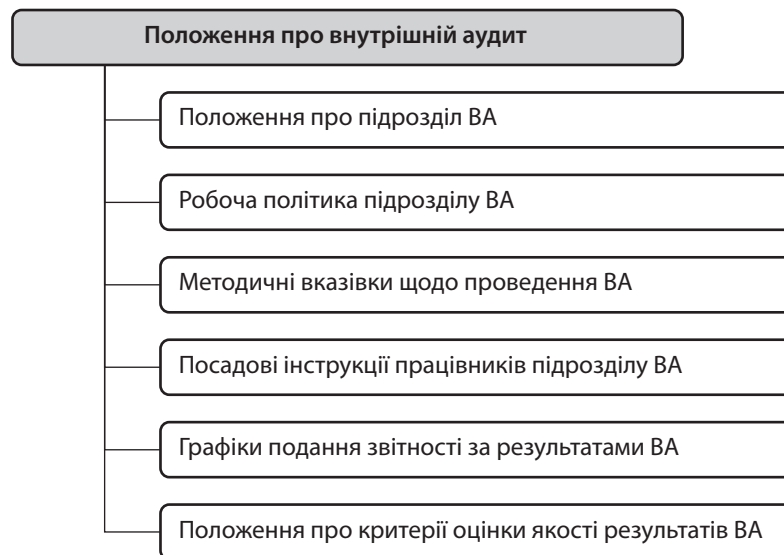 Положення про внутрішній аудит
Положення про підрозділ ВА
Робоча політика підрозділу ВА
Методичні вказівки щодо проведення ВА
Посадові інструкції працівників підрозділу ВА
Графіки подання звітності за результатами ВА
Положення про критерії оцінки якості результатів ВА